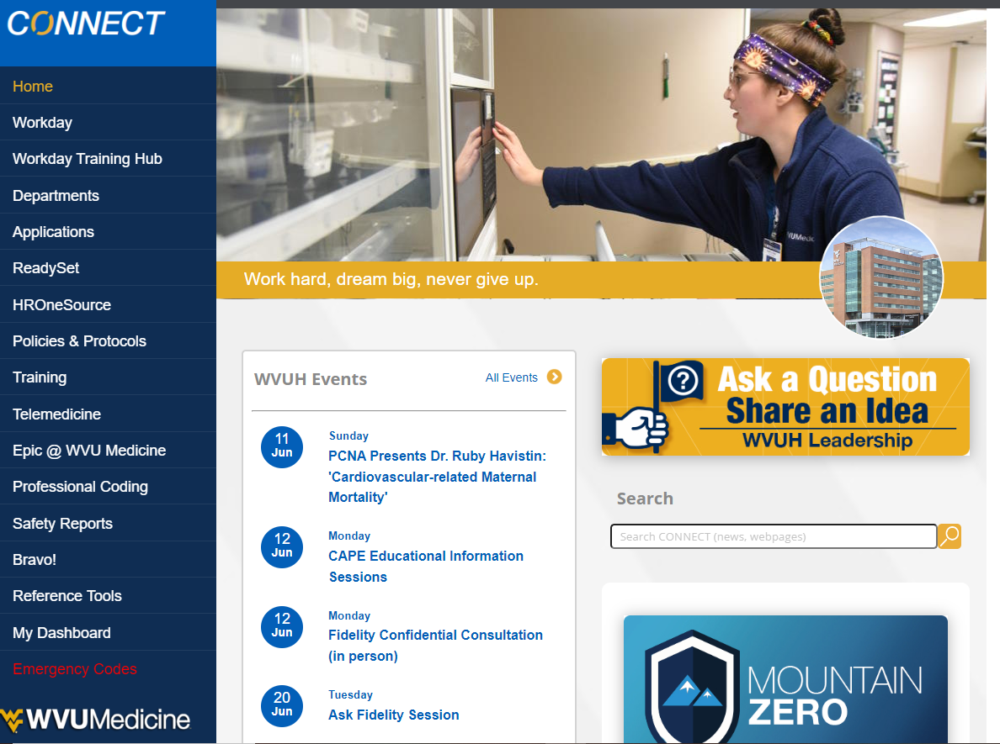 CONNECT
Home
Workday
Workday Training Hub
Departments
Applications
ReadySet
HROneSource
Policies & Protocols
Training
Telemedicine
Epic @ WVU Medicine
Professional Coding
Safety Reports
Bravo!
Reference Tools
My Dashboard
Emergency Codes
WVUMedicine
Work hard, dream big, never give up.
WVUH Events
All Events
11
Jun
Sunday
PCNA Presents Dr. Ruby Havistin:
'Cardiovascular-related Maternal
Mortality'
12
Jun
Monday
CAPE Educational Information
Sessions
12
Jun
Monday
Fidelity Confidential Consultation
(in person)
20
Jun
Tuesday
Ask Fidelity Session
?
Ask a Question
Share an Idea
WVUH Leadership
Search
Search CONNECT (news, webpages)
MOUNTAIN
ZERO